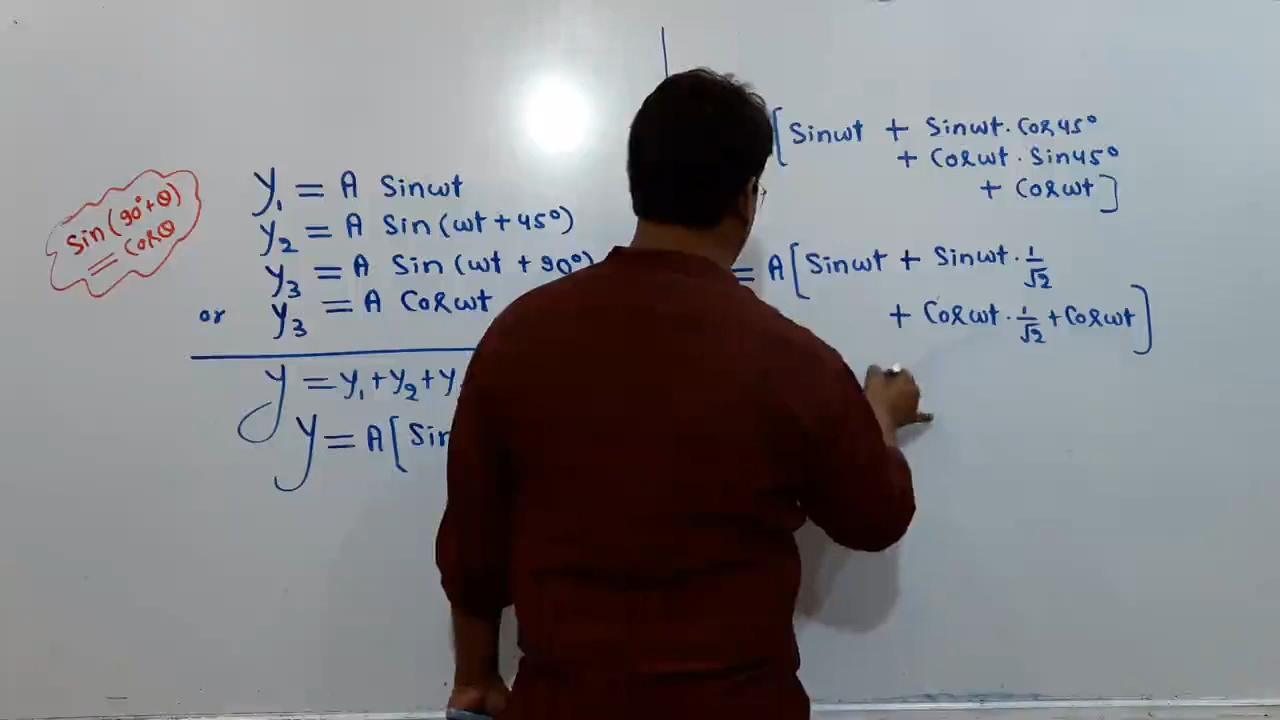 Sin(90°+θ)
= Cosθ
y₁ = A Sinωt
y₂ = A Sin(ωt+45°)
y₃ = A Sin(ωt+90°)
or y₃ = A Cosωt
y = y₁+y₂+y
y = A[Sin
[Sinωt + Sinωt·Cos45°
+ Cosωt·Sin45°
+ Cosωt]
= A[Sinωt + Sinωt·1/√2
+ Cosωt·1/√2+Cosωt]